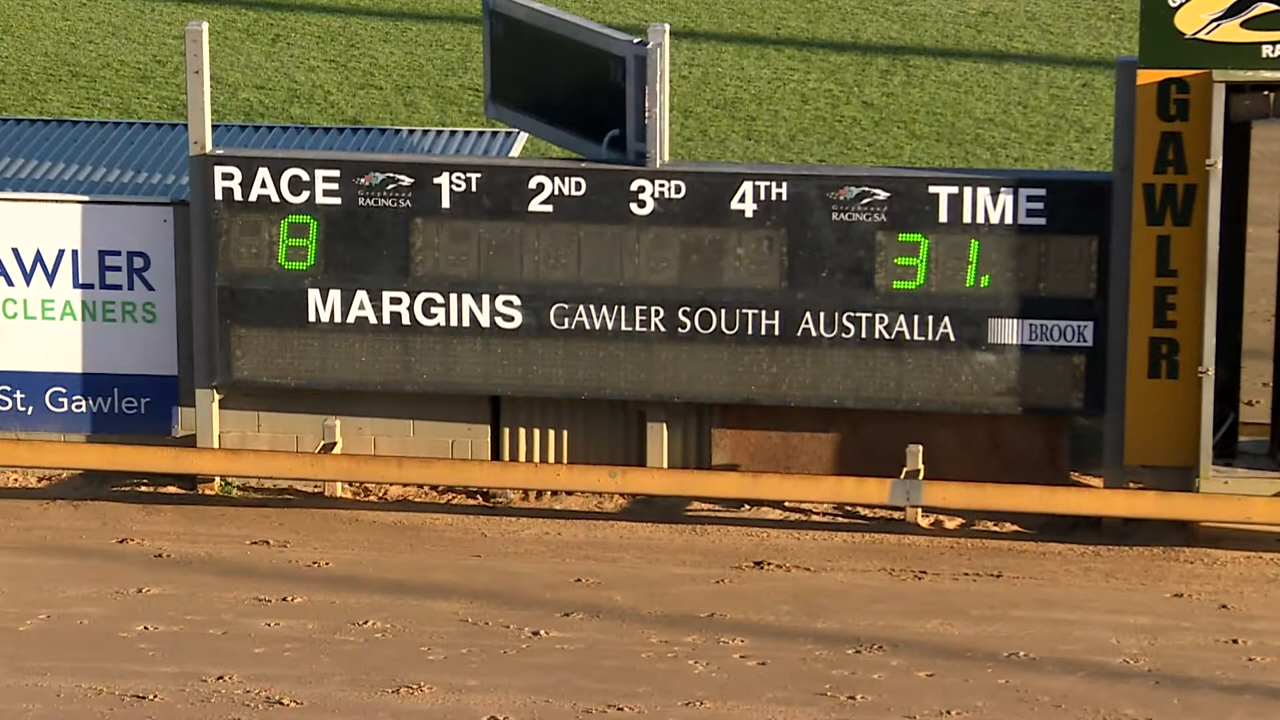 RA
GAWLER
RACE Greyhound RACING SA 1ST 2ND 3RD 4TH Greyhound RACING SA TIME
8 31.
MARGINS GAWLER SOUTH AUSTRALIA BROOK
AWLER
CLEANERS
St, Gawler